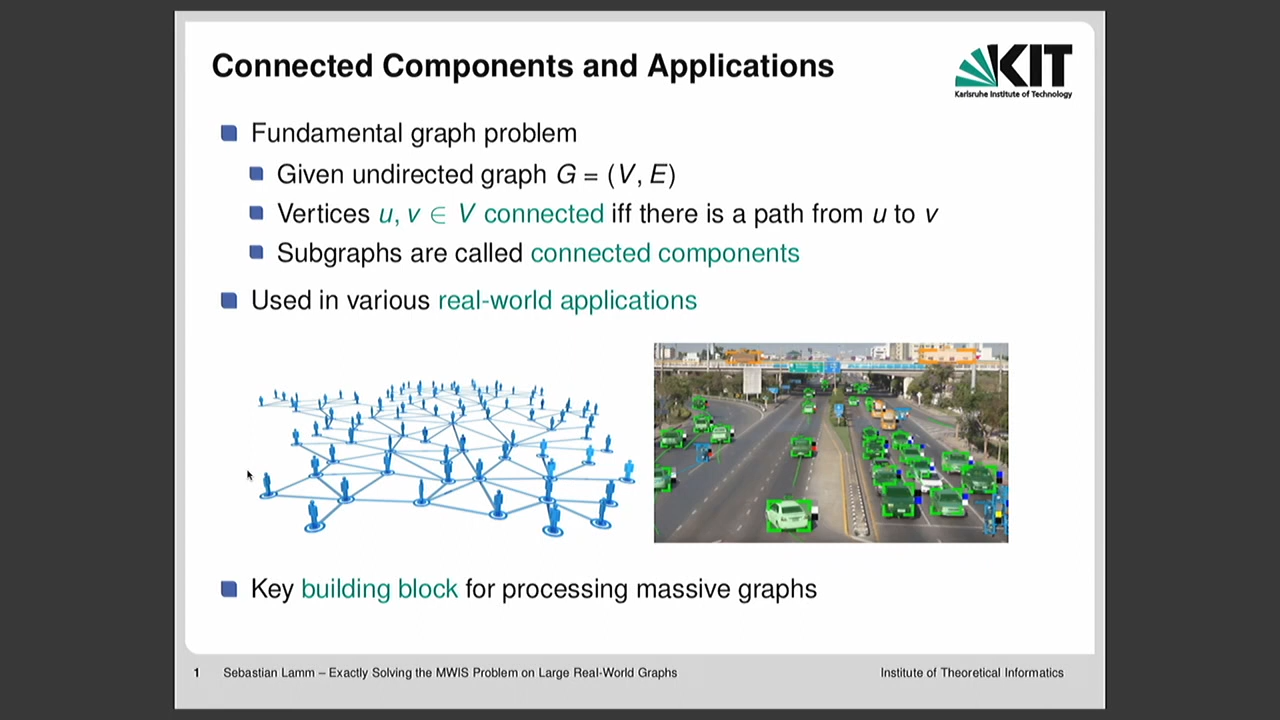 Connected Components and Applications
KIT
Karlsruhe Institute of Technology
Fundamental graph problem
Given undirected graph G = (V, E)
Vertices u, v ∈ V connected iff there is a path from u to v
Subgraphs are called connected components
Used in various real-world applications
Key building block for processing massive graphs
1 Sebastian Lamm – Exactly Solving the MWIS Problem on Large Real-World Graphs Institute of Theoretical Informatics